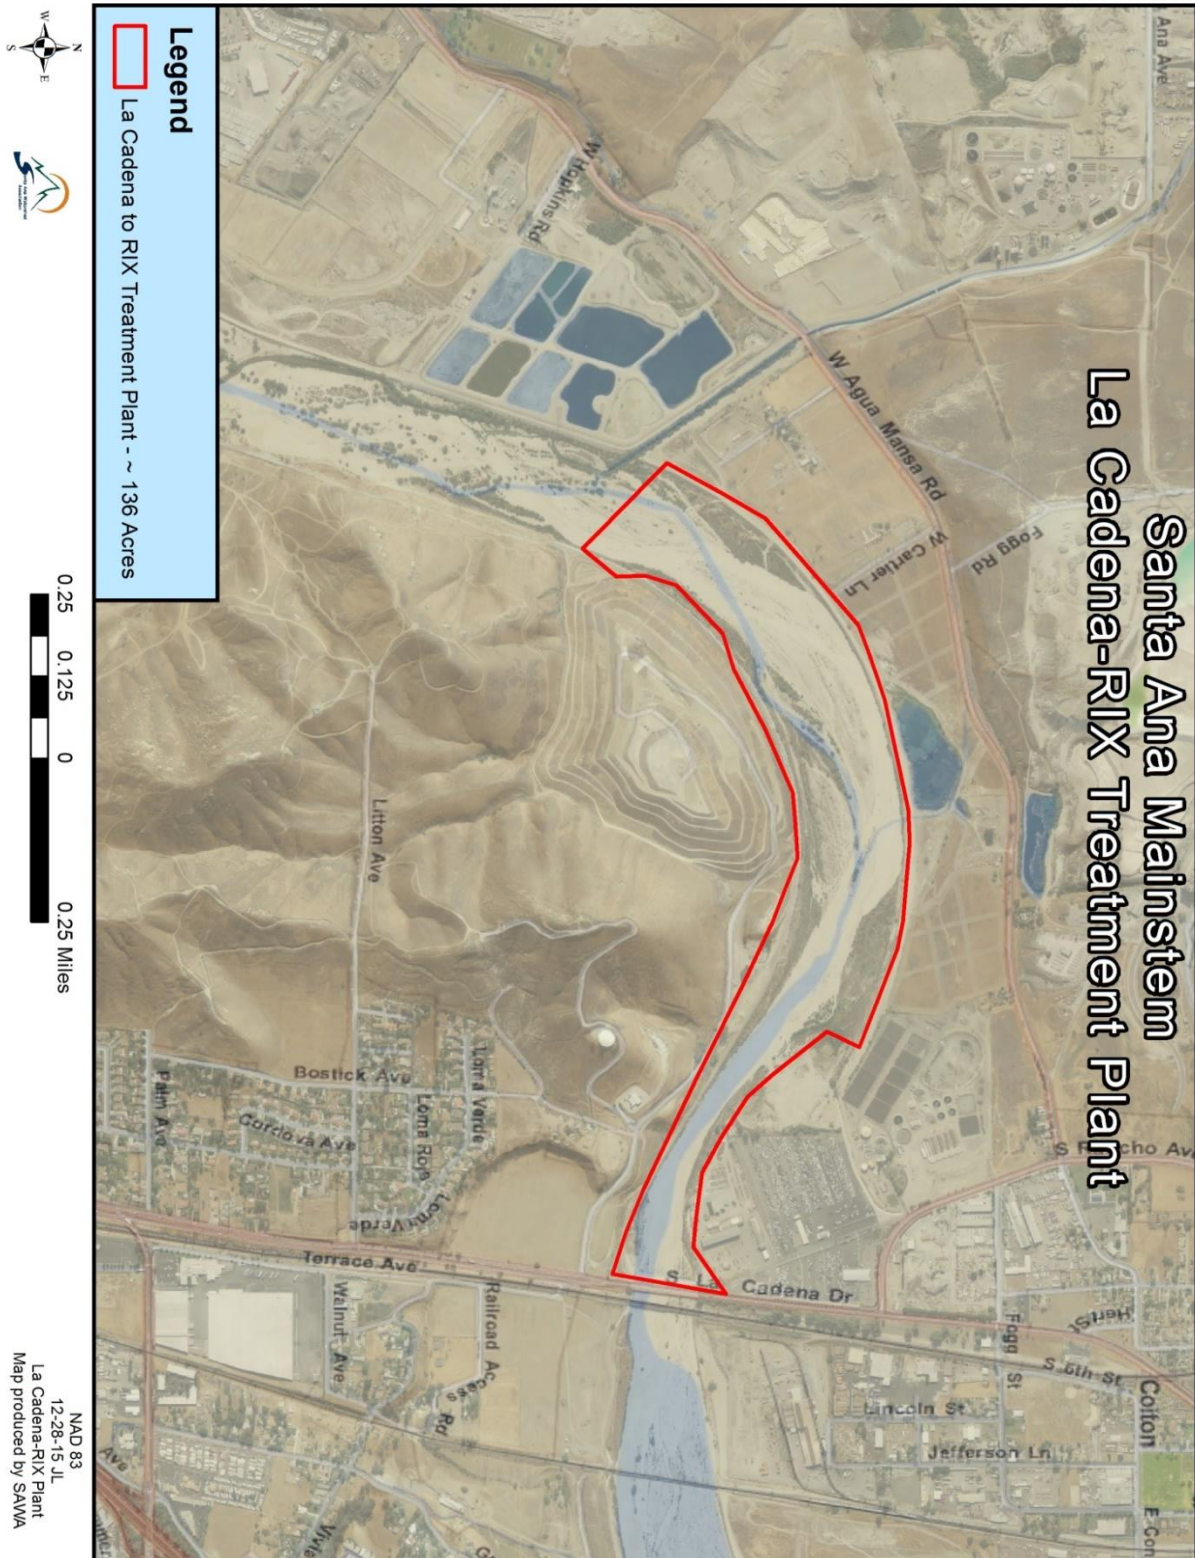 Santa Ana Mainstem
La Cadena-RIX Treatment Plant
Ana Ave
W Hopkins Rd
W Agua Mansa Rd
Fogg Rd
W Cartier Ln
Litton Ave
Loma Verde
Bostick Ave
Loma Roja
Cordova Ave
Palm Ave
Loma Verde
Terrace Ave
S La Cadena Dr
Walnut Ave
Railroad Access Rd
Fogg St
S 6th St
Colton
Lincoln St
Jefferson Ln
Ave
Legend
La Cadena to RIX Treatment Plant - ~ 136 Acres
N
W
E
S
0.25 0.125 0 0.25 Miles
NAD 83
12-28-15 JL
La Cadena-RIX Plant
Map produced by SAWA